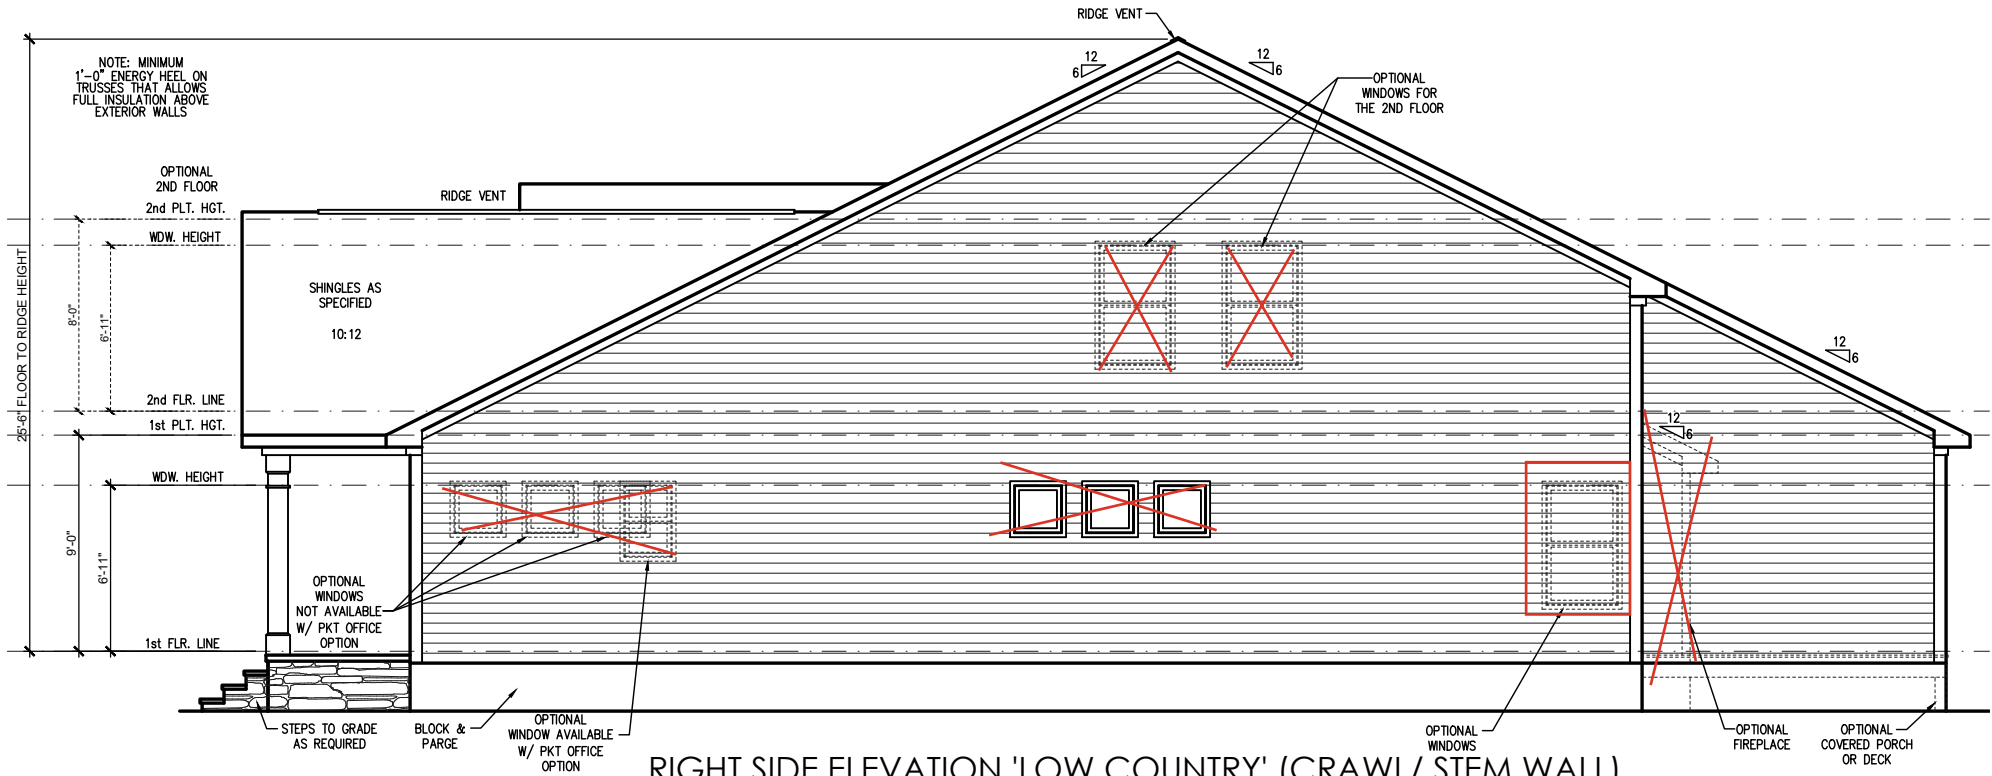 RIDGE VENT
NOTE: MINIMUM
1'-0" ENERGY HEEL ON
TRUSSES THAT ALLOWS
FULL INSULATION ABOVE
EXTERIOR WALLS
12
6
12
6
OPTIONAL
WINDOWS FOR
THE 2ND FLOOR
OPTIONAL
2ND FLOOR
2nd PLT. HGT.
RIDGE VENT
WDW. HEIGHT
SHINGLES AS
SPECIFIED
10:12
25'-6" FLOOR TO RIDGE HEIGHT
8'-0"
6'-11"
12
6
2nd FLR. LINE
1st PLT. HGT.
12
6
WDW. HEIGHT
9'-0"
6'-11"
OPTIONAL
WINDOWS
NOT AVAILABLE
W/ PKT OFFICE
OPTION
1st FLR. LINE
STEPS TO GRADE
AS REQUIRED
BLOCK &
PARGE
OPTIONAL
WINDOW AVAILABLE
W/ PKT OFFICE
OPTION
OPTIONAL
WINDOWS
OPTIONAL
FIREPLACE
OPTIONAL
COVERED PORCH
OR DECK
RIGHT SIDE ELEVATION 'LOW COUNTRY' (CRAWL/ STEM WALL)